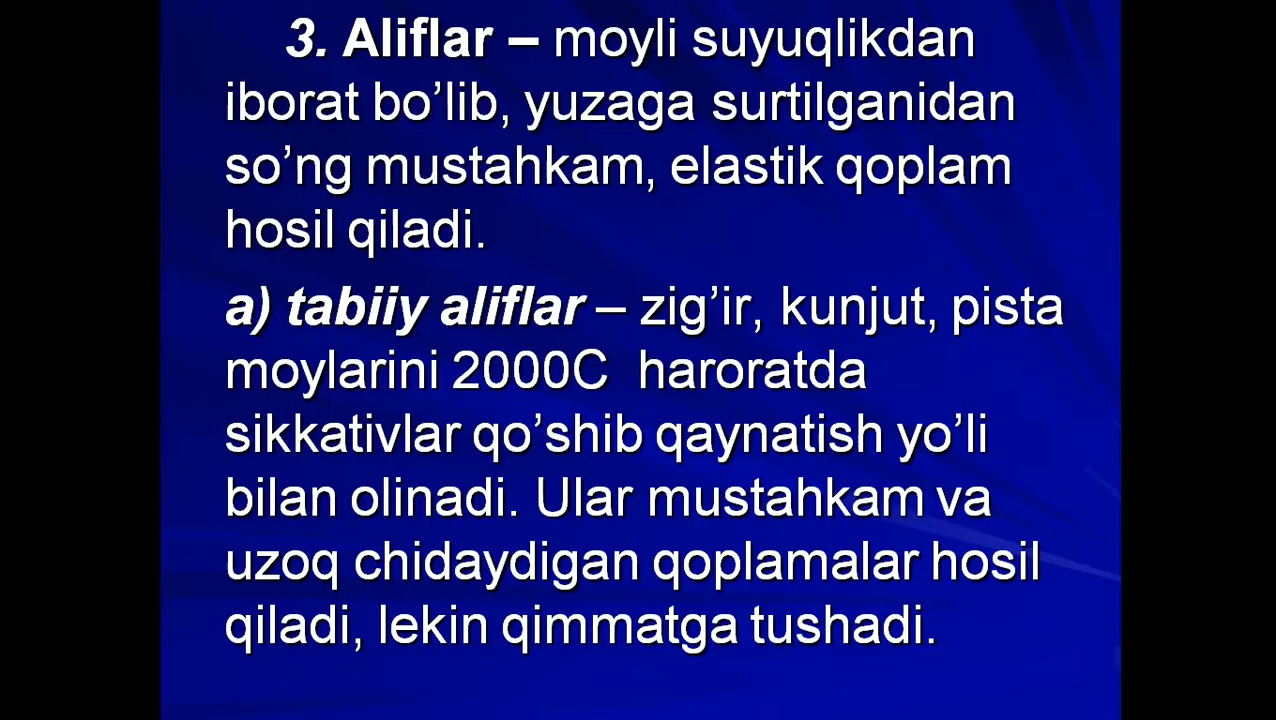 3. Aliflar – moyli suyuqlikdan
iborat bo’lib, yuzaga surtilganidan
so’ng mustahkam, elastik qoplam
hosil qiladi.
a) tabiiy aliflar – zig’ir, kunjut, pista
moylarini 2000C haroratda
sikkativlar qo’shib qaynatish yo’li
bilan olinadi. Ular mustahkam va
uzoq chidaydigan qoplamalar hosil
qiladi, lekin qimmatga tushadi.